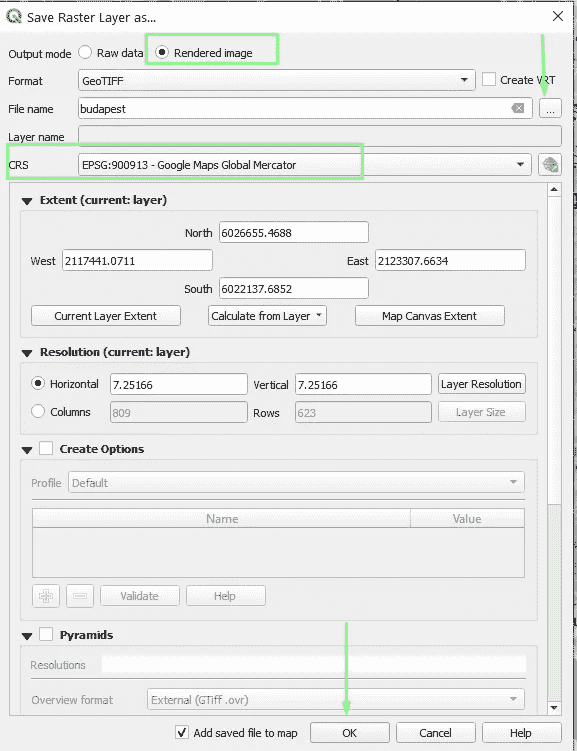 Save Raster Layer as...
Output mode Raw data Rendered image
Format GeoTIFF Create VRT
File name budapest ...
Layer name
CRS EPSG:900913 - Google Maps Global Mercator
Extent (current: layer)
North 6026655.4688
West 2117441.0711 East 2123307.6634
South 6022137.6852
Current Layer Extent Calculate from Layer Map Canvas Extent
Resolution (current: layer)
Horizontal 7.25166 Vertical 7.25166 Layer Resolution
Columns 809 Rows 623 Layer Size
Create Options
Profile Default
Name Value
Validate Help
Pyramids
Resolutions
Overview format External (GTiff .ovr)
Add saved file to map OK Cancel Help